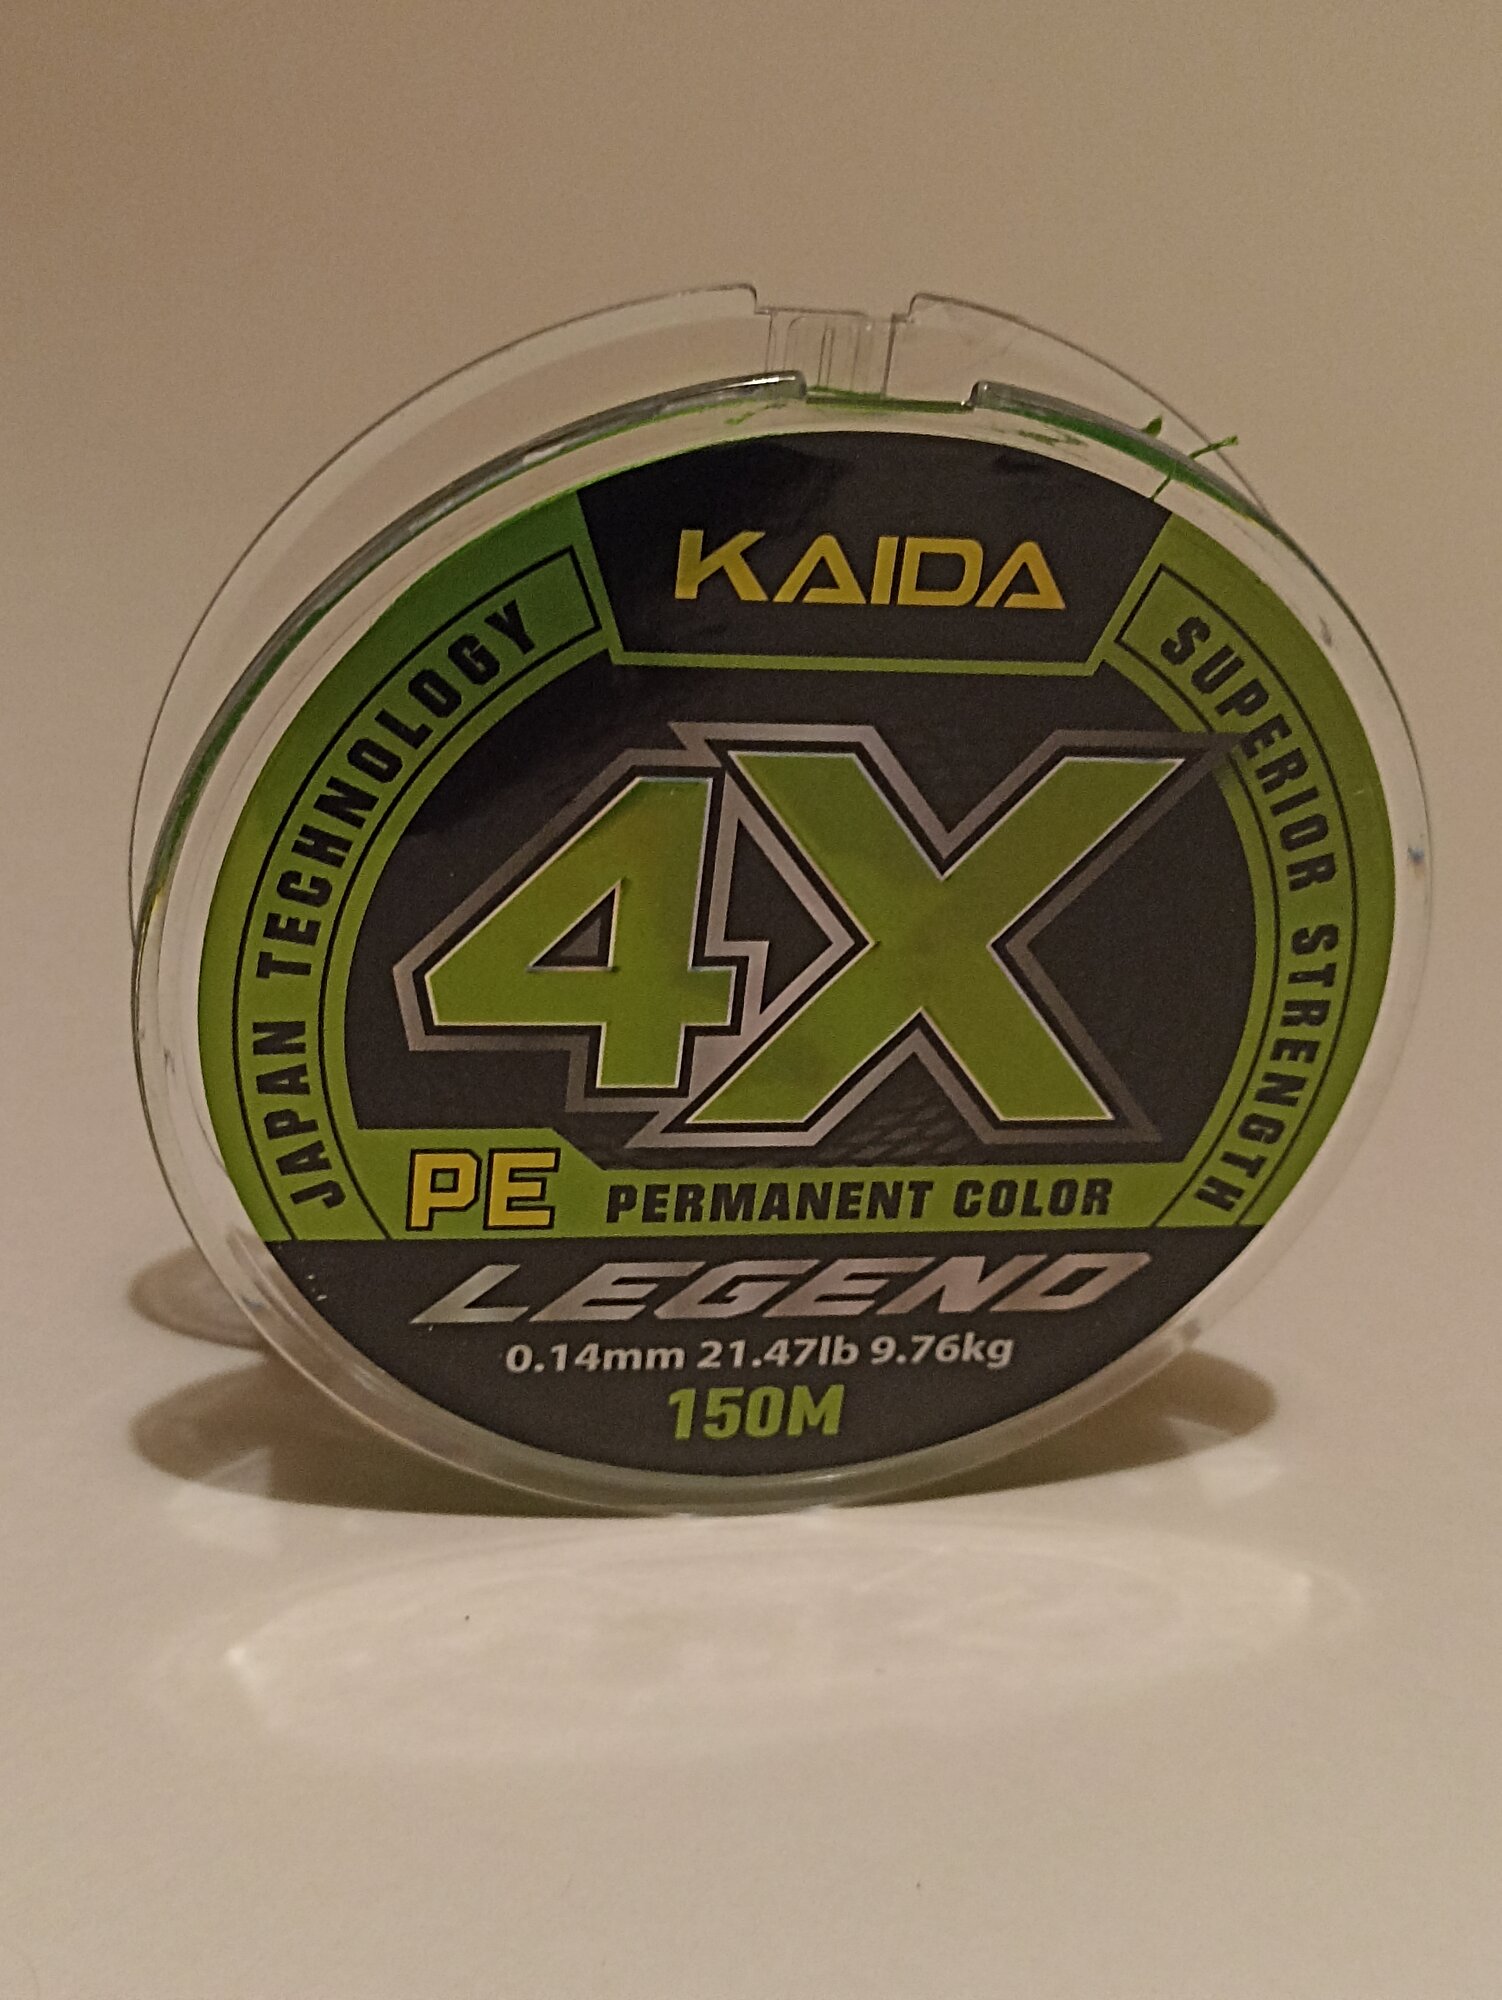 KAIDA
JAPAN TECHNOLOGY
SUPERIOR STRENGTH
4X
PE PERMANENT COLOR
LEGEND
0.14mm 21.47lb 9.76kg
150M